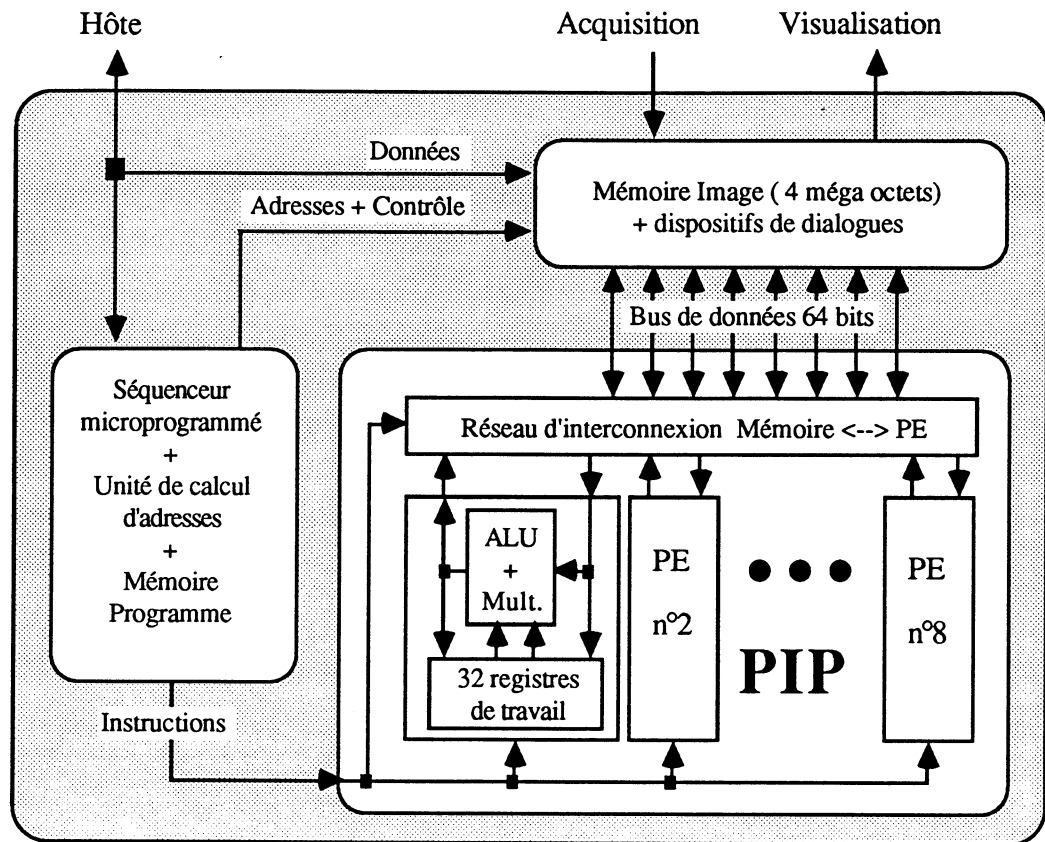 Hôte
Acquisition
Visualisation
Données
Adresses + Contrôle
Mémoire Image ( 4 méga octets)
+ dispositifs de dialogues
Bus de données 64 bits
Séquenceur
microprogrammé
+
Unité de calcul
d'adresses
+
Mémoire
Programme
Réseau d'interconnexion Mémoire <--> PE
ALU
+
Mult.
32 registres
de travail
PE
n°2
PE
n°8
PIP
Instructions